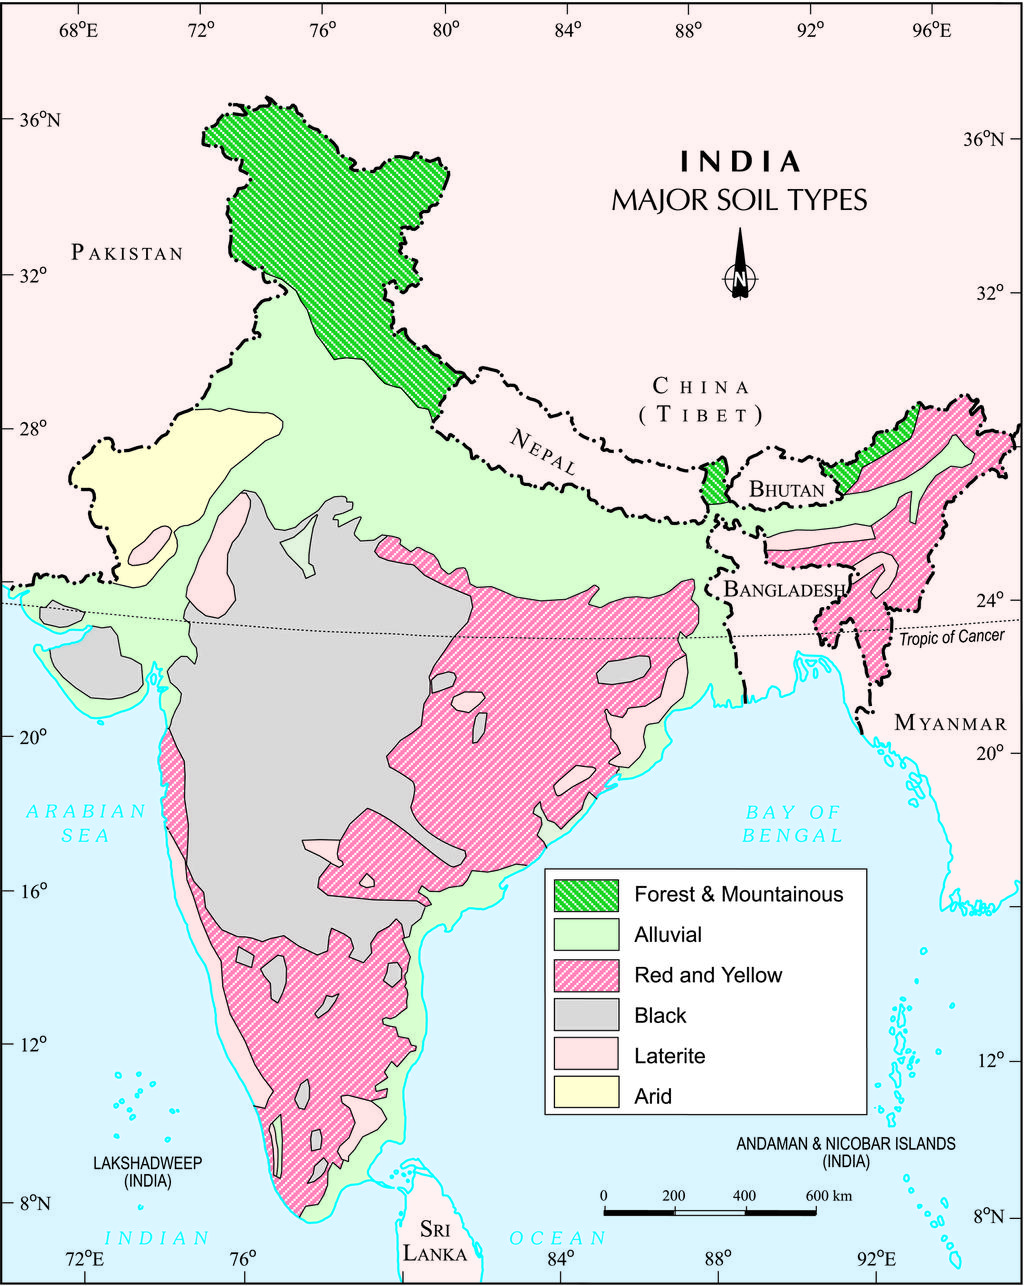 68°E 72° 76° 80° 84° 88° 92° 96°E
36°N
36°N
INDIA
MAJOR SOIL TYPES
PAKISTAN
N
32°
32°
CHINA
(TIBET)
28°
NEPAL
BHUTAN
BANGLADESH
24°
Tropic of Cancer
MYANMAR
20°
20°
ARABIAN
SEA
BAY OF
BENGAL
16°
Forest & Mountainous
Alluvial
Red and Yellow
Black
Laterite
Arid
12°
12°
LAKSHADWEEP
(INDIA)
ANDAMAN & NICOBAR ISLANDS
(INDIA)
0 200 400 600 km
8°N
8°N
SRI
LANKA
INDIAN OCEAN
72°E 76° 84° 88° 92°E